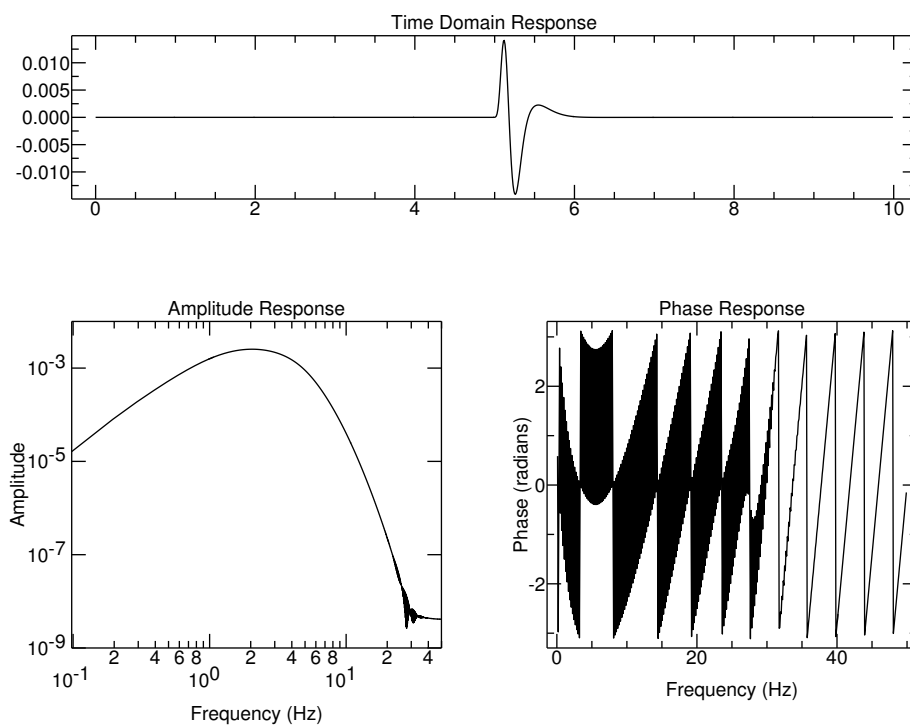 Time Domain Response
0.010
0.005
0.000
-0.005
-0.010
0 2 4 6 8 10
Amplitude Response
10-3
10-5
10-7
10-9
Amplitude
2 4 6 8 2 4 6 8 2 4
10-1 100 101
Frequency (Hz)
Phase Response
2
0
-2
Phase (radians)
0 20 40
Frequency (Hz)